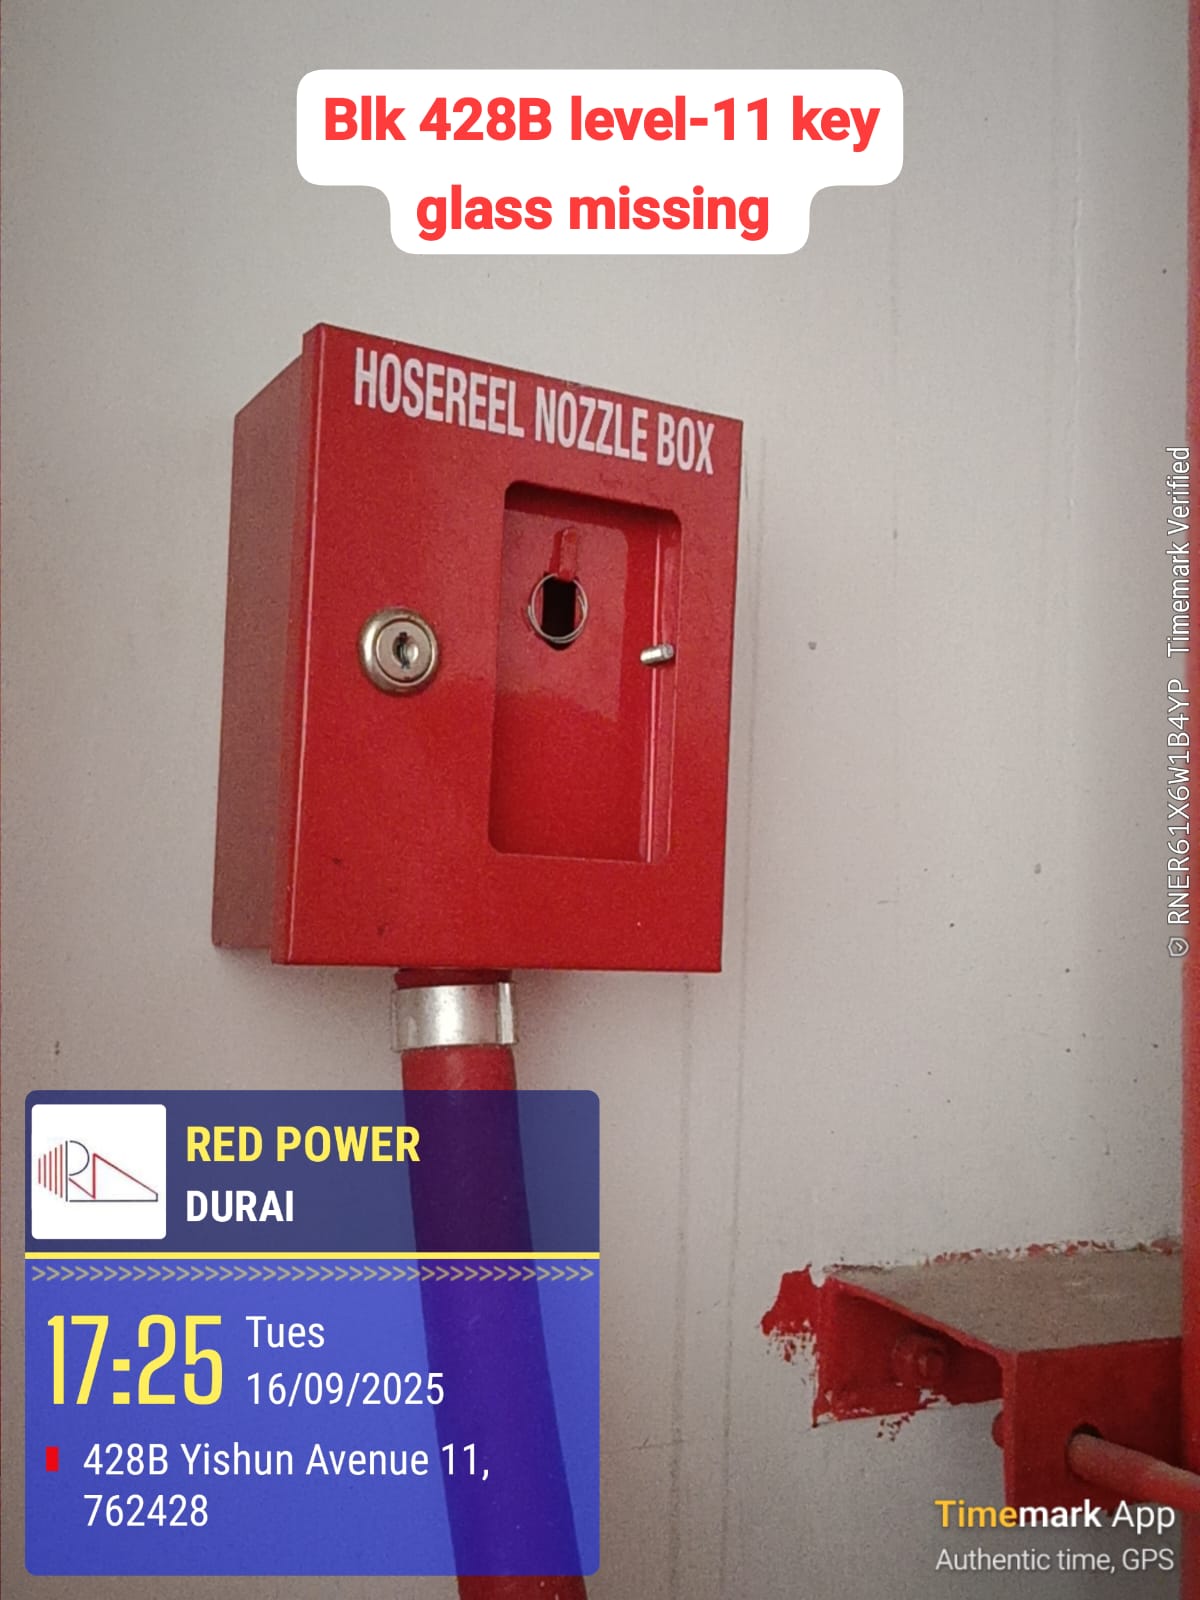 Blk 428B level-11 key
glass missing
HOSEREEL NOZZLE BOX
RNER61X6W1B4YP Timemark Verified
RED POWER
DURAI
17:25
Tues
16/09/2025
428B Yishun Avenue 11,
762428
Timemark App
Authentic time, GPS